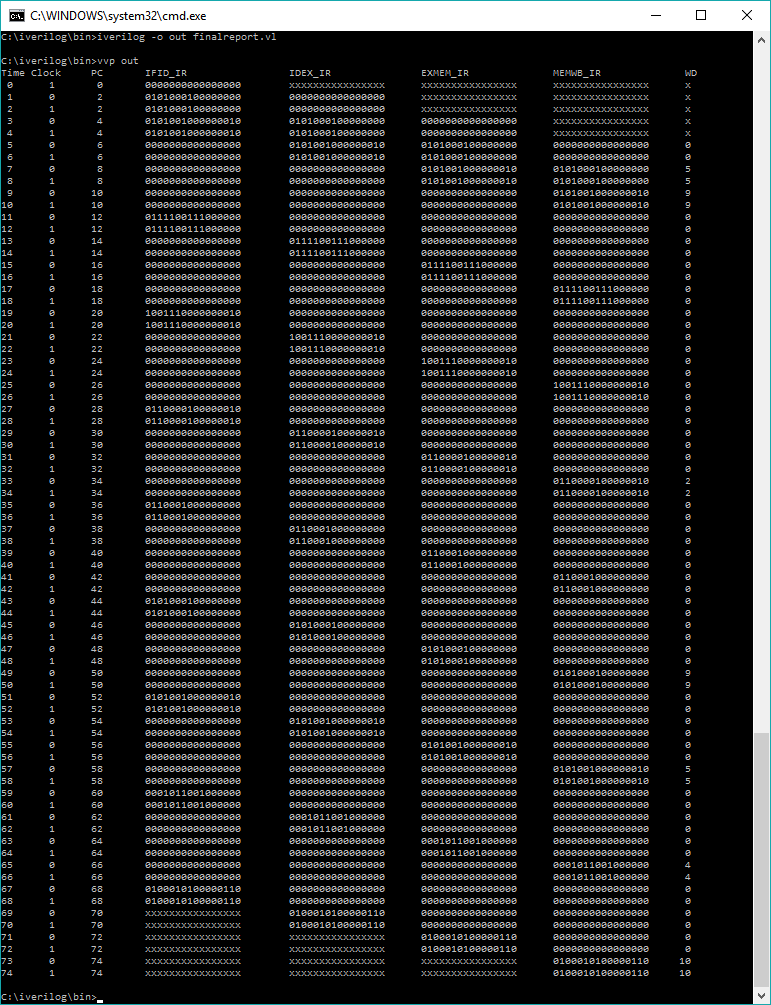 C:\WINDOWS\system32\cmd.exe
C:\iverilog\bin>iverilog -o out finalreport.vl
C:\iverilog\bin>vvp out
Time Clock PC IFID_IR IDEX_IR EXMEM_IR MEMWB_IR WD
0 1 0 0000000000000000 xxxxxxxxxxxxxxxx xxxxxxxxxxxxxxxx xxxxxxxxxxxxxxxx x
1 0 2 0101000100000000 0000000000000000 xxxxxxxxxxxxxxxx xxxxxxxxxxxxxxxx x
2 1 2 0101000100000000 0000000000000000 xxxxxxxxxxxxxxxx xxxxxxxxxxxxxxxx x
3 0 4 0101001000000010 0101000100000000 0000000000000000 xxxxxxxxxxxxxxxx x
4 1 4 0101001000000010 0101000100000000 0000000000000000 xxxxxxxxxxxxxxxx x
5 0 6 0000000000000000 0101001000000010 0101000100000000 0000000000000000 0
6 1 6 0000000000000000 0101001000000010 0101000100000000 0000000000000000 0
7 0 8 0000000000000000 0000000000000000 0101001000000010 0101000100000000 5
8 1 8 0000000000000000 0000000000000000 0101001000000010 0101000100000000 5
9 0 10 0000000000000000 0000000000000000 0000000000000000 0101001000000010 9
10 1 10 0000000000000000 0000000000000000 0000000000000000 0101001000000010 9
11 0 12 0111100111000000 0000000000000000 0000000000000000 0000000000000000 0
12 1 12 0111100111000000 0000000000000000 0000000000000000 0000000000000000 0
13 0 14 0000000000000000 0111100111000000 0000000000000000 0000000000000000 0
14 1 14 0000000000000000 0111100111000000 0000000000000000 0000000000000000 0
15 0 16 0000000000000000 0000000000000000 0111100111000000 0000000000000000 0
16 1 16 0000000000000000 0000000000000000 0111100111000000 0000000000000000 0
17 0 18 0000000000000000 0000000000000000 0000000000000000 0111100111000000 0
18 1 18 0000000000000000 0000000000000000 0000000000000000 0111100111000000 0
19 0 20 1001110000000010 0000000000000000 0000000000000000 0000000000000000 0
20 1 20 1001110000000010 0000000000000000 0000000000000000 0000000000000000 0
21 0 22 0000000000000000 1001110000000010 0000000000000000 0000000000000000 0
22 1 22 0000000000000000 1001110000000010 0000000000000000 0000000000000000 0
23 0 24 0000000000000000 0000000000000000 1001110000000010 0000000000000000 0
24 1 24 0000000000000000 0000000000000000 1001110000000010 0000000000000000 0
25 0 26 0000000000000000 0000000000000000 0000000000000000 1001110000000010 0
26 1 26 0000000000000000 0000000000000000 0000000000000000 1001110000000010 0
27 0 28 0110000100000010 0000000000000000 0000000000000000 0000000000000000 0
28 1 28 0110000100000010 0000000000000000 0000000000000000 0000000000000000 0
29 0 30 0000000000000000 0110000100000010 0000000000000000 0000000000000000 0
30 1 30 0000000000000000 0110000100000010 0000000000000000 0000000000000000 0
31 0 32 0000000000000000 0000000000000000 0110000100000010 0000000000000000 0
32 1 32 0000000000000000 0000000000000000 0110000100000010 0000000000000000 0
33 0 34 0000000000000000 0000000000000000 0000000000000000 0110000100000010 2
34 1 34 0000000000000000 0000000000000000 0000000000000000 0110000100000010 2
35 0 36 0110001000000000 0000000000000000 0000000000000000 0000000000000000 0
36 1 36 0110001000000000 0000000000000000 0000000000000000 0000000000000000 0
37 0 38 0000000000000000 0110001000000000 0000000000000000 0000000000000000 0
38 1 38 0000000000000000 0110001000000000 0000000000000000 0000000000000000 0
39 0 40 0000000000000000 0000000000000000 0110001000000000 0000000000000000 0
40 1 40 0000000000000000 0000000000000000 0110001000000000 0000000000000000 0
41 0 42 0000000000000000 0000000000000000 0000000000000000 0110001000000000 0
42 1 42 0000000000000000 0000000000000000 0000000000000000 0110001000000000 0
43 0 44 0101000100000000 0000000000000000 0000000000000000 0000000000000000 0
44 1 44 0101000100000000 0000000000000000 0000000000000000 0000000000000000 0
45 0 46 0000000000000000 0101000100000000 0000000000000000 0000000000000000 0
46 1 46 0000000000000000 0101000100000000 0000000000000000 0000000000000000 0
47 0 48 0000000000000000 0000000000000000 0101000100000000 0000000000000000 0
48 1 48 0000000000000000 0000000000000000 0101000100000000 0000000000000000 0
49 0 50 0000000000000000 0000000000000000 0000000000000000 0101000100000000 9
50 1 50 0000000000000000 0000000000000000 0000000000000000 0101000100000000 9
51 0 52 0101001000000010 0000000000000000 0000000000000000 0000000000000000 0
52 1 52 0101001000000010 0000000000000000 0000000000000000 0000000000000000 0
53 0 54 0000000000000000 0101001000000010 0000000000000000 0000000000000000 0
54 1 54 0000000000000000 0101001000000010 0000000000000000 0000000000000000 0
55 0 56 0000000000000000 0000000000000000 0101001000000010 0000000000000000 0
56 1 56 0000000000000000 0000000000000000 0101001000000010 0000000000000000 0
57 0 58 0000000000000000 0000000000000000 0000000000000000 0101001000000010 5
58 1 58 0000000000000000 0000000000000000 0000000000000000 0101001000000010 5
59 0 60 0001011001000000 0000000000000000 0000000000000000 0000000000000000 0
60 1 60 0001011001000000 0000000000000000 0000000000000000 0000000000000000 0
61 0 62 0000000000000000 0001011001000000 0000000000000000 0000000000000000 0
62 1 62 0000000000000000 0001011001000000 0000000000000000 0000000000000000 0
63 0 64 0000000000000000 0000000000000000 0001011001000000 0000000000000000 0
64 1 64 0000000000000000 0000000000000000 0001011001000000 0000000000000000 0
65 0 66 0000000000000000 0000000000000000 0000000000000000 0001011001000000 4
66 1 66 0000000000000000 0000000000000000 0000000000000000 0001011001000000 4
67 0 68 0100010100000110 0000000000000000 0000000000000000 0000000000000000 0
68 1 68 0100010100000110 0000000000000000 0000000000000000 0000000000000000 0
69 0 70 xxxxxxxxxxxxxxxx 0100010100000110 0000000000000000 0000000000000000 0
70 1 70 xxxxxxxxxxxxxxxx 0100010100000110 0000000000000000 0000000000000000 0
71 0 72 xxxxxxxxxxxxxxxx xxxxxxxxxxxxxxxx 0100010100000110 0000000000000000 0
72 1 72 xxxxxxxxxxxxxxxx xxxxxxxxxxxxxxxx 0100010100000110 0000000000000000 0
73 0 74 xxxxxxxxxxxxxxxx xxxxxxxxxxxxxxxx xxxxxxxxxxxxxxxx 0100010100000110 10
74 1 74 xxxxxxxxxxxxxxxx xxxxxxxxxxxxxxxx xxxxxxxxxxxxxxxx 0100010100000110 10
C:\iverilog\bin>